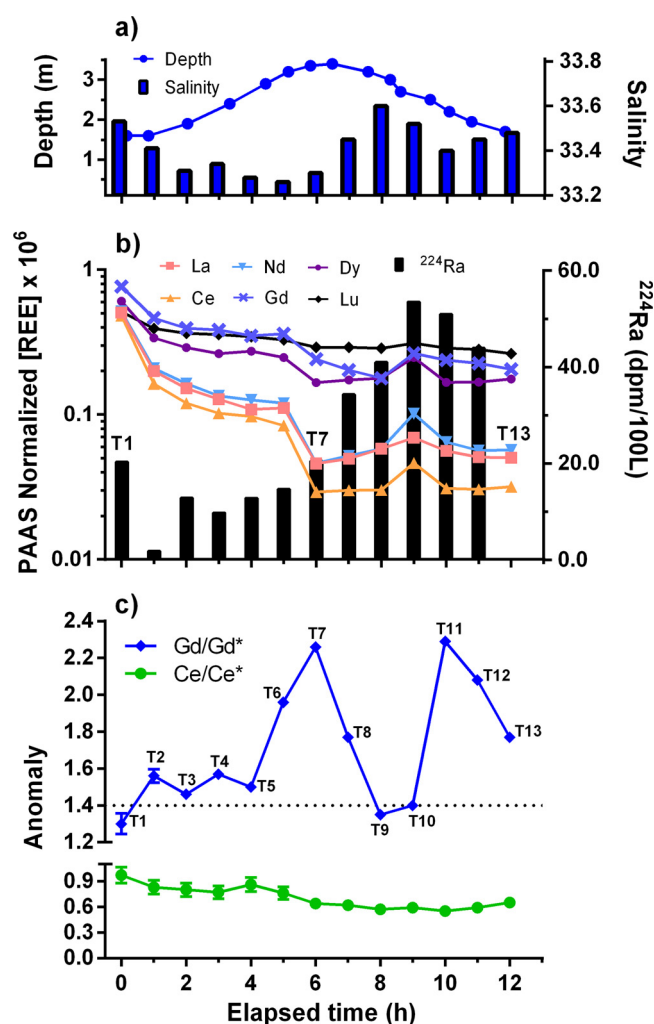 a)
Depth
Salinity
Depth (m)
3
2
1
33.8
33.6
33.4
33.2
Salinity
b)
La
Nd
Dy
²²⁴Ra
Ce
Gd
Lu
PAAS Normalized [REE] x 10⁶
1
0.1
0.01
60.0
40.0
20.0
0.0
²²⁴Ra (dpm/100L)
T1
T7
T13
c)
Gd/Gd*
Ce/Ce*
Anomaly
2.4
2.2
2.0
1.8
1.6
1.4
1.2
0.9
0.6
0.3
0.0
T1
T2
T3
T4
T5
T6
T7
T8
T9
T10
T11
T12
T13
0 2 4 6 8 10 12
Elapsed time (h)